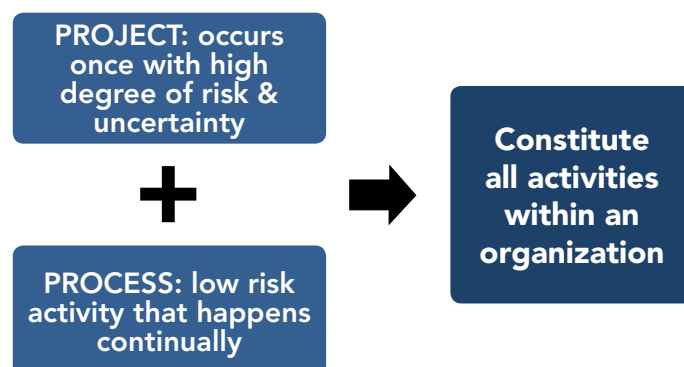 PROJECT: occurs
once with high
degree of risk &
uncertainty
+
PROCESS: low risk
activity that happens
continually
Constitute
all activities
within an
organization